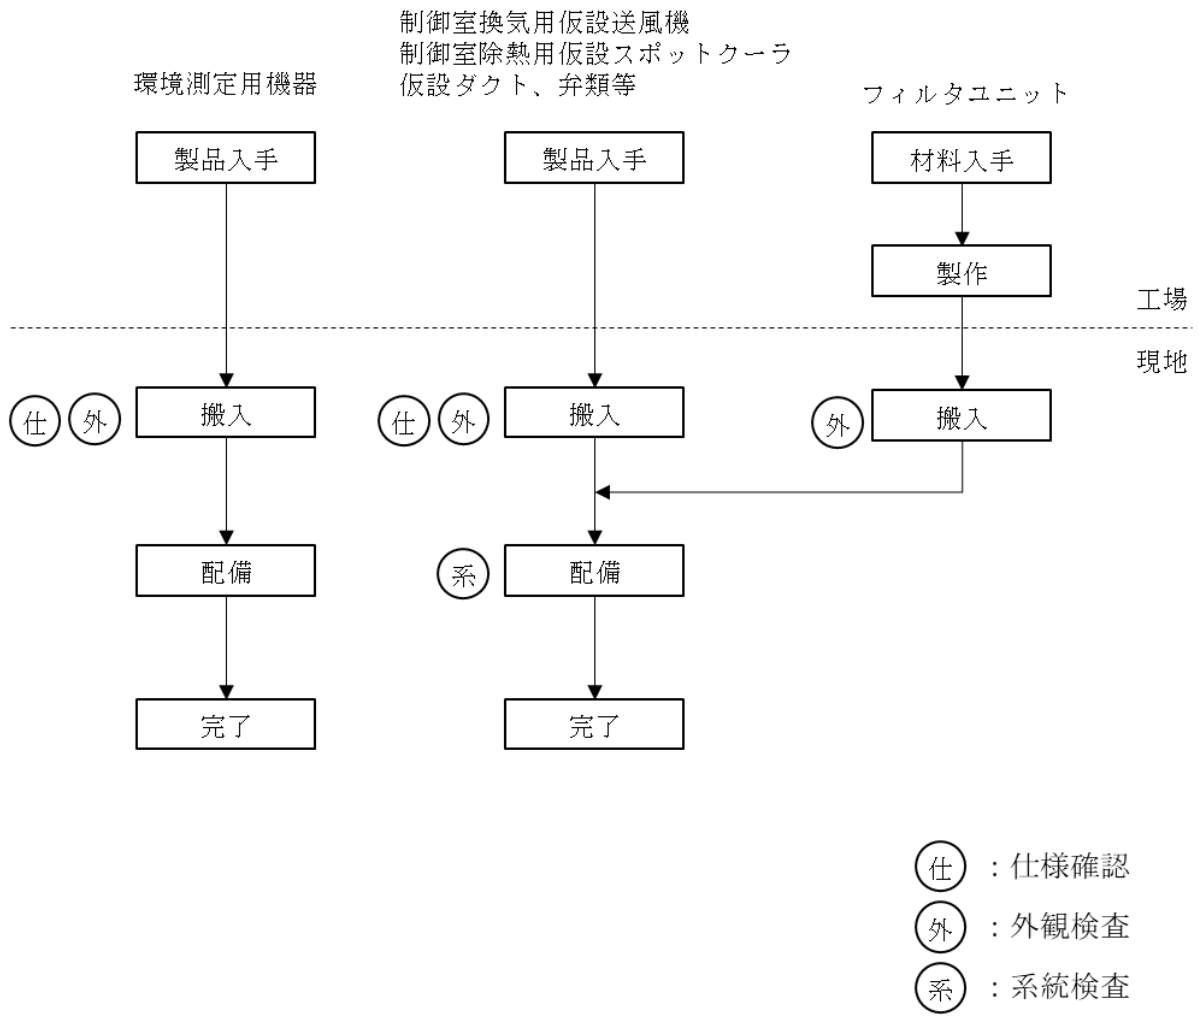 制御室換気用仮設送風機
制御室除熱用仮設スポットクーラ
仮設ダクト、弁類等
環境測定用機器
フィルタユニット
製品入手
製品入手
材料入手
製作
工場
現地
仕
外
搬入
仕
外
搬入
外
搬入
配備
系
配備
完了
完了
仕 :仕様確認
外 :外観検査
系 :系統検査